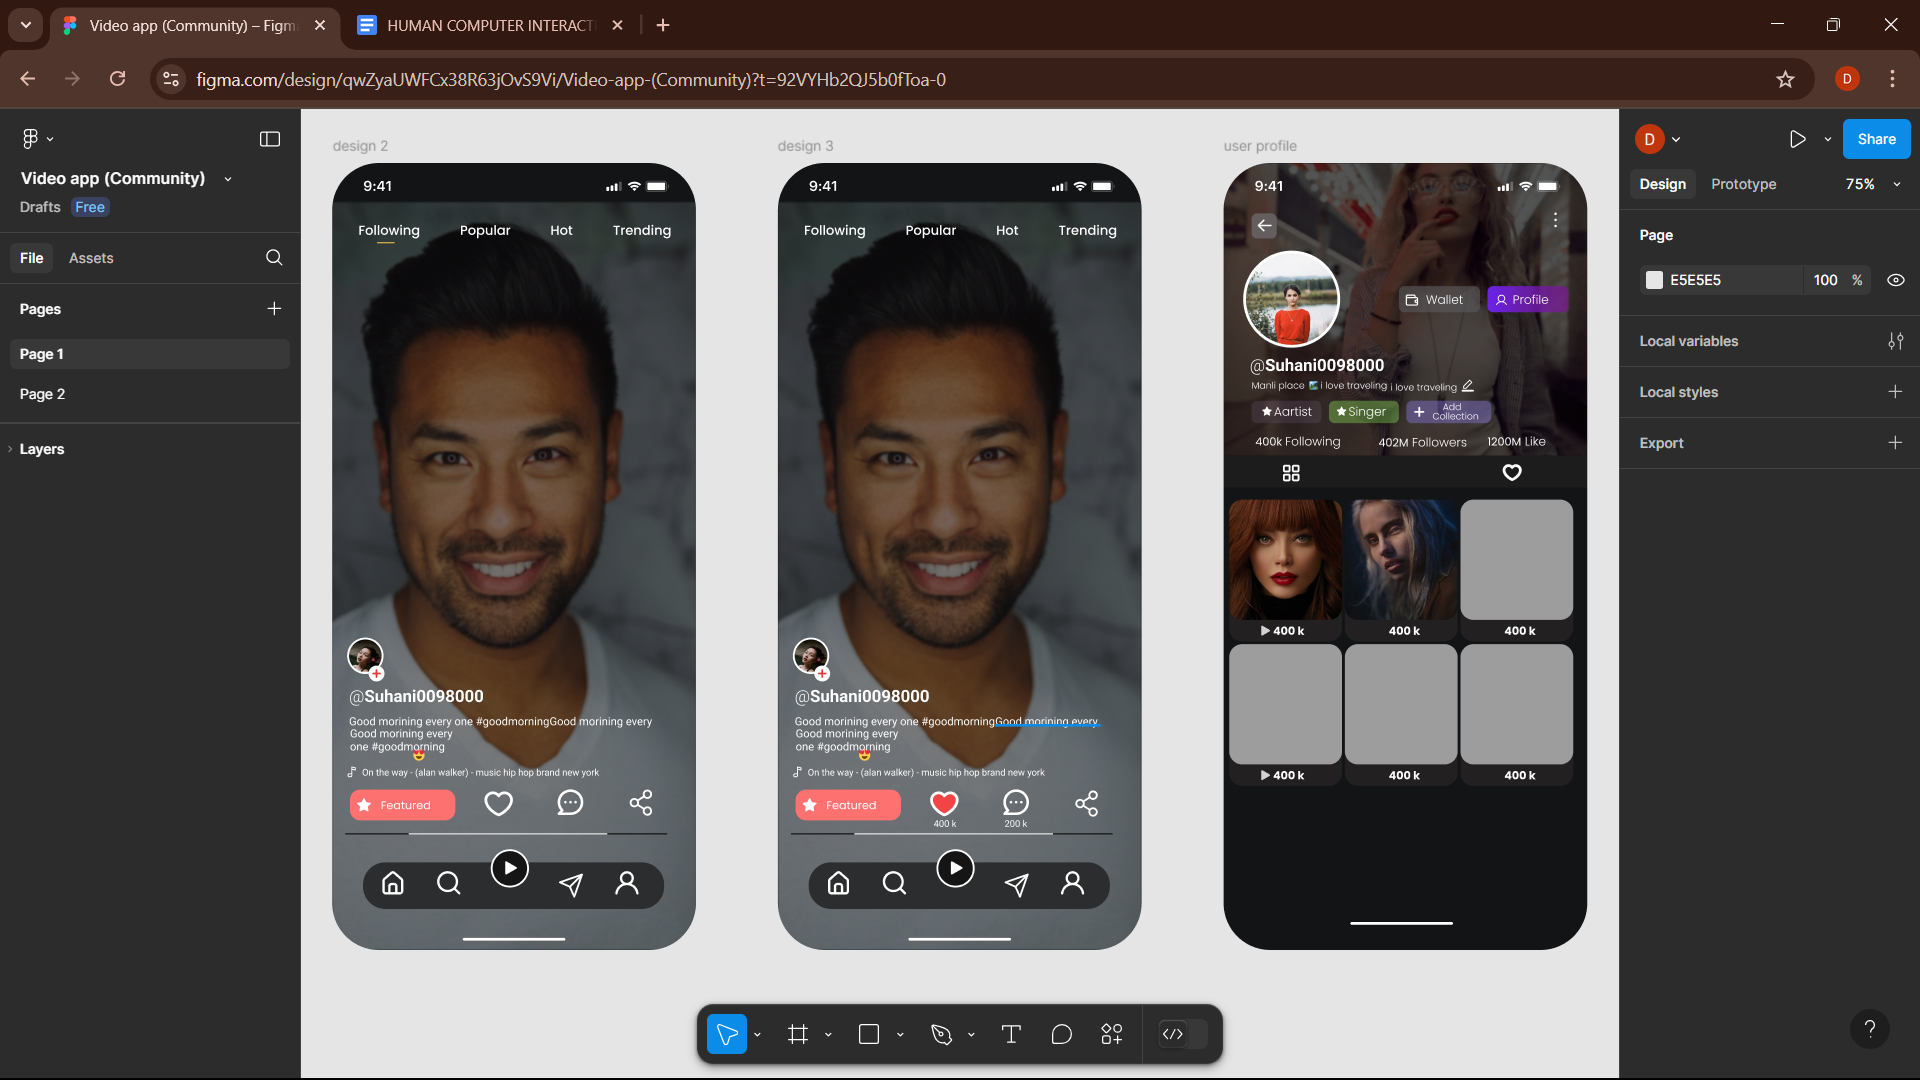 Video app (Community) – Figm
HUMAN COMPUTER INTERACT
figma.com/design/qwZyaUWFCx38R63jOvS9Vi/Video-app-(Community)?t=92VYHb2QJ5b0fToa-0
D
Video app (Community)
Drafts Free
File Assets
Pages
Page 1
Page 2
Layers
design 2
9:41
Following Popular Hot Trending
@Suhani0098000
Good morining every one #goodmorningGood morining every
Good morining every
one #goodmorning
On the way - (alan walker) - music hip hop brand new york
Featured
design 3
9:41
Following Popular Hot Trending
@Suhani0098000
Good morining every one #goodmorningGood morining every
Good morining every
one #goodmorning
On the way - (alan walker) - music hip hop brand new york
Featured
400 k 200 k
user profile
9:41
Wallet Profile
@Suhani0098000
Manli place i love traveling i love traveling
Aartist Singer Add Collection
400k Following 402M Followers 1200M Like
400 k 400 k 400 k
400 k 400 k 400 k
D Share
Design Prototype 75%
Page
E5E5E5 100 %
Local variables
Local styles
Export
?